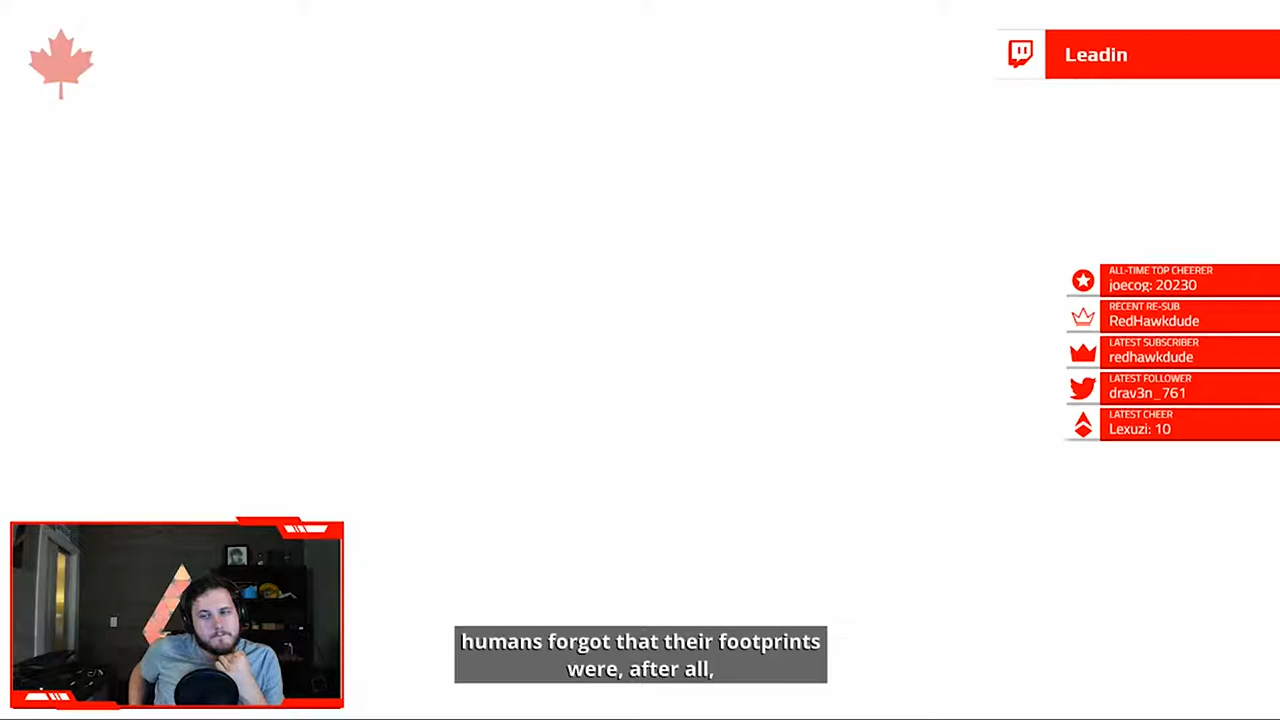 Leadin
ALL-TIME TOP CHEERER
joecog: 20230
RECENT RE-SUB
RedHawkdude
LATEST SUBSCRIBER
redhawkdude
LATEST FOLLOWER
drav3n_761
LATEST CHEER
Lexuzi: 10
humans forgot that their footprints
were, after all,